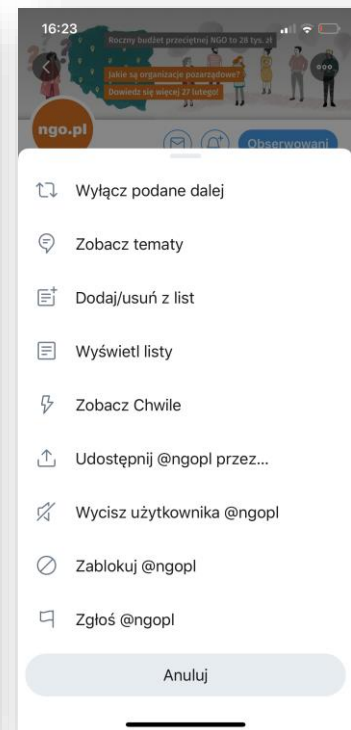 16:23
Roczny budżet przeciętnej NGO to 28 tys. zł
Jakie są organizacje pozarządowe?
Dowiedz się więcej 27 lutego!
ngo.pl
Obserwowani
Wyłącz podane dalej
Zobacz tematy
Dodaj/usuń z list
Wyświetl listy
Zobacz Chwile
Udostępnij @ngopl przez...
Wycisz użytkownika @ngopl
Zablokuj @ngopl
Zgłoś @ngopl
Anuluj